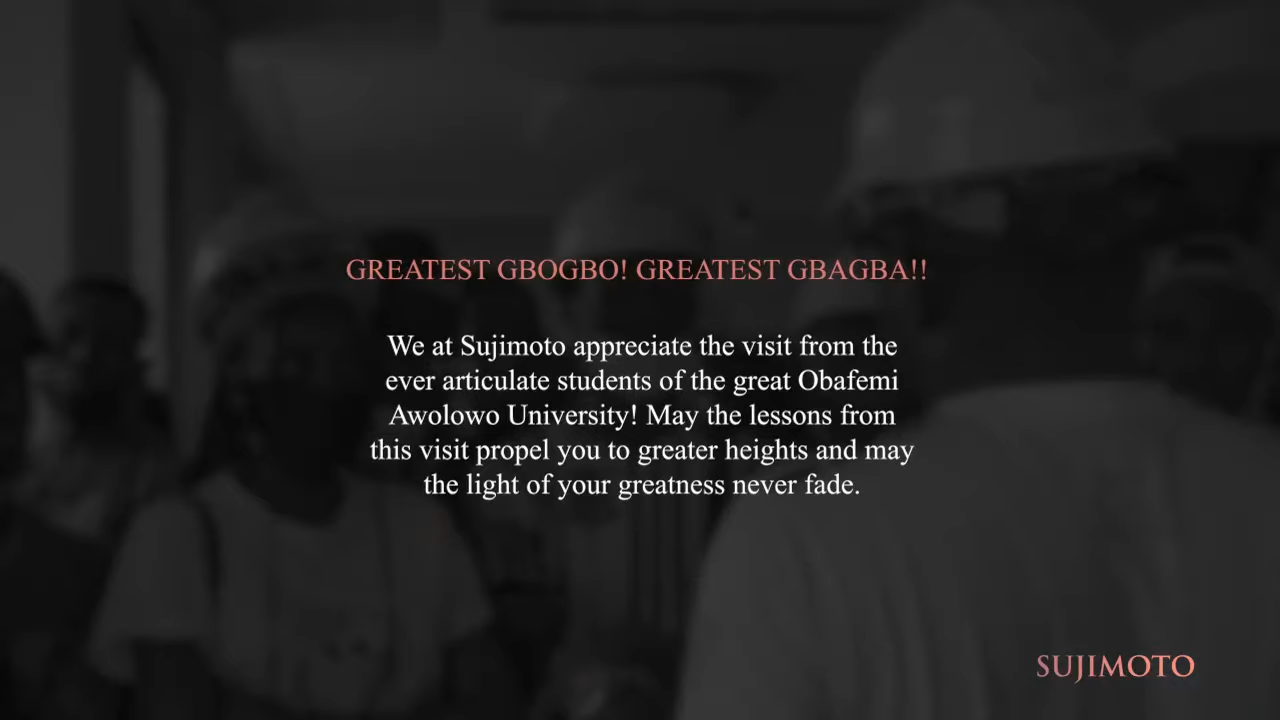 GREATEST GBOGBO! GREATEST GBAGBA!!
We at Sujimoto appreciate the visit from the
ever articulate students of the great Obafemi
Awolowo University! May the lessons from
this visit propel you to greater heights and may
the light of your greatness never fade.
SUJIMOTO